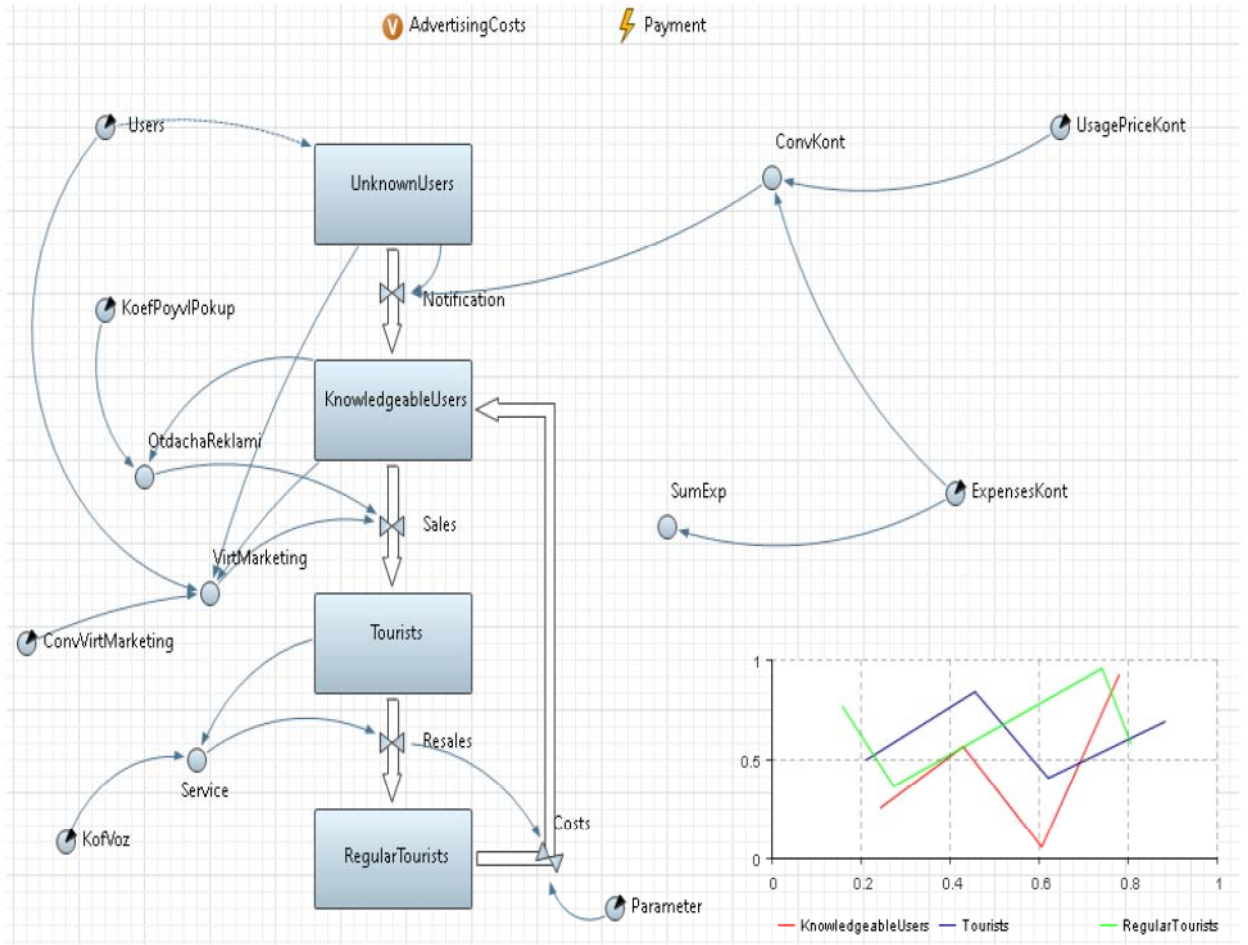 V AdvertisingCosts
Payment
Users
UsagePriceKont
ConvKont
UnknownUsers
Notification
KoefPoyvlPokup
KnowledgeableUsers
OtdachaReklami
SumExp
ExpensesKont
Sales
VirtMarketing
Tourists
ConvVirtMarketing
Resales
Service
Costs
KofVoz
RegularTourists
Parameter
1
0.5
0
0 0.2 0.4 0.6 0.8 1
KnowledgeableUsers Tourists RegularTourists